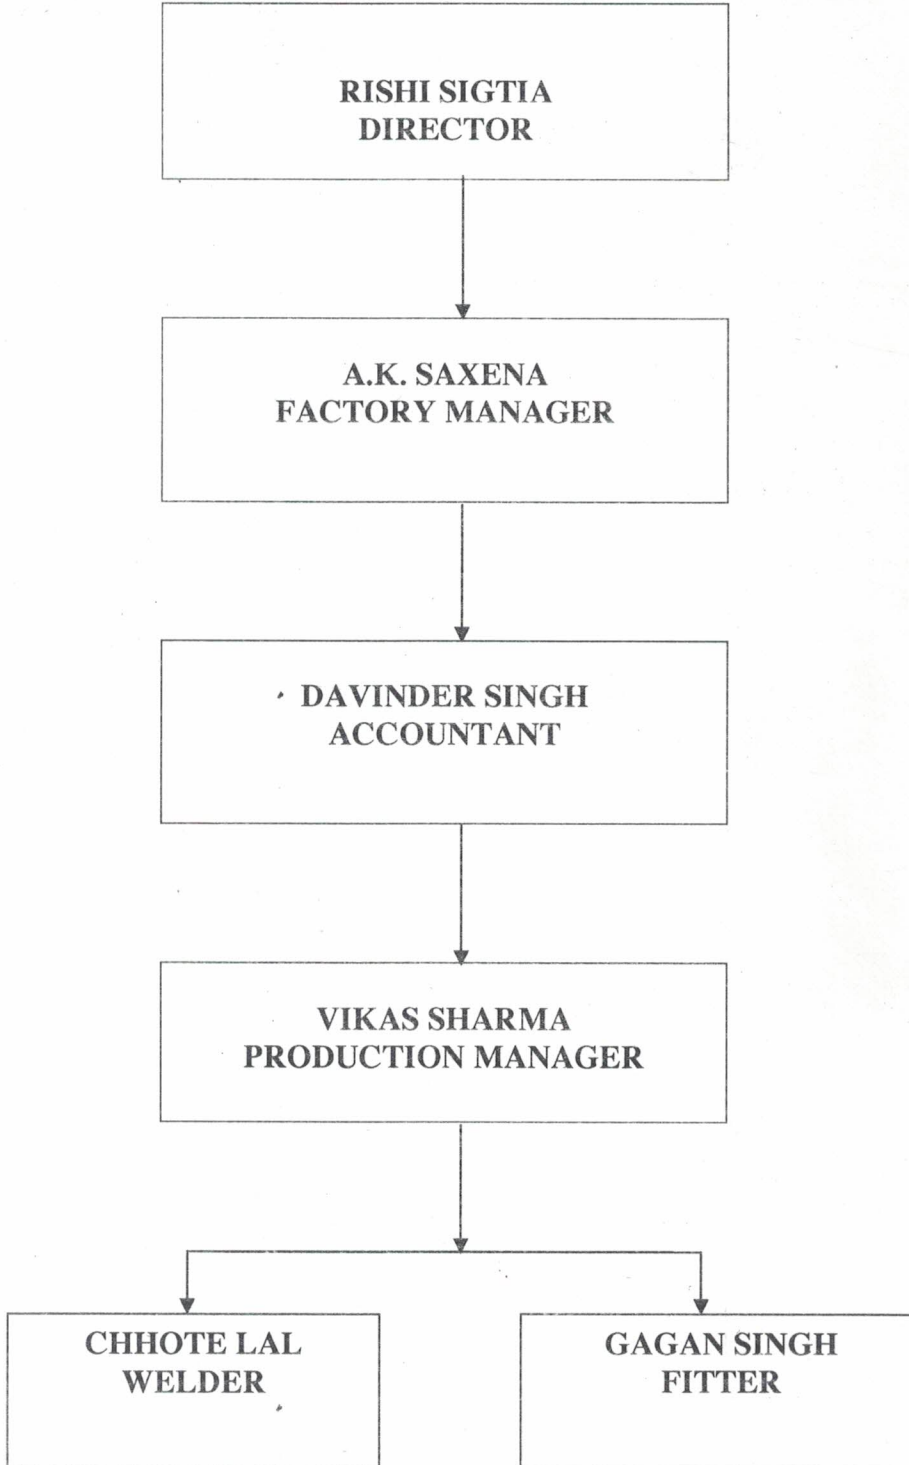 RISHI SIGTIA
DIRECTOR
A.K. SAXENA
FACTORY MANAGER
DAVINDER SINGH
ACCOUNTANT
VIKAS SHARMA
PRODUCTION MANAGER
CHHOTE LAL
WELDER
GAGAN SINGH
FITTER